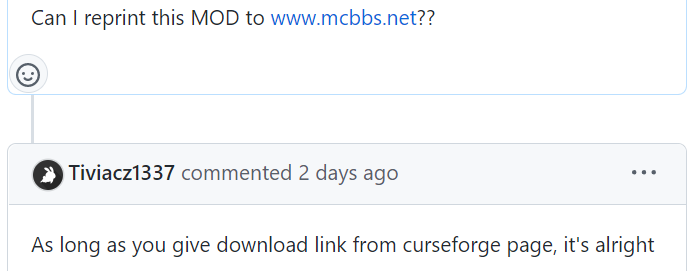 Can I reprint this MOD to www.mcbbs.net??
Tiviacz1337 commented 2 days ago
As long as you give download link from curseforge page, it's alright